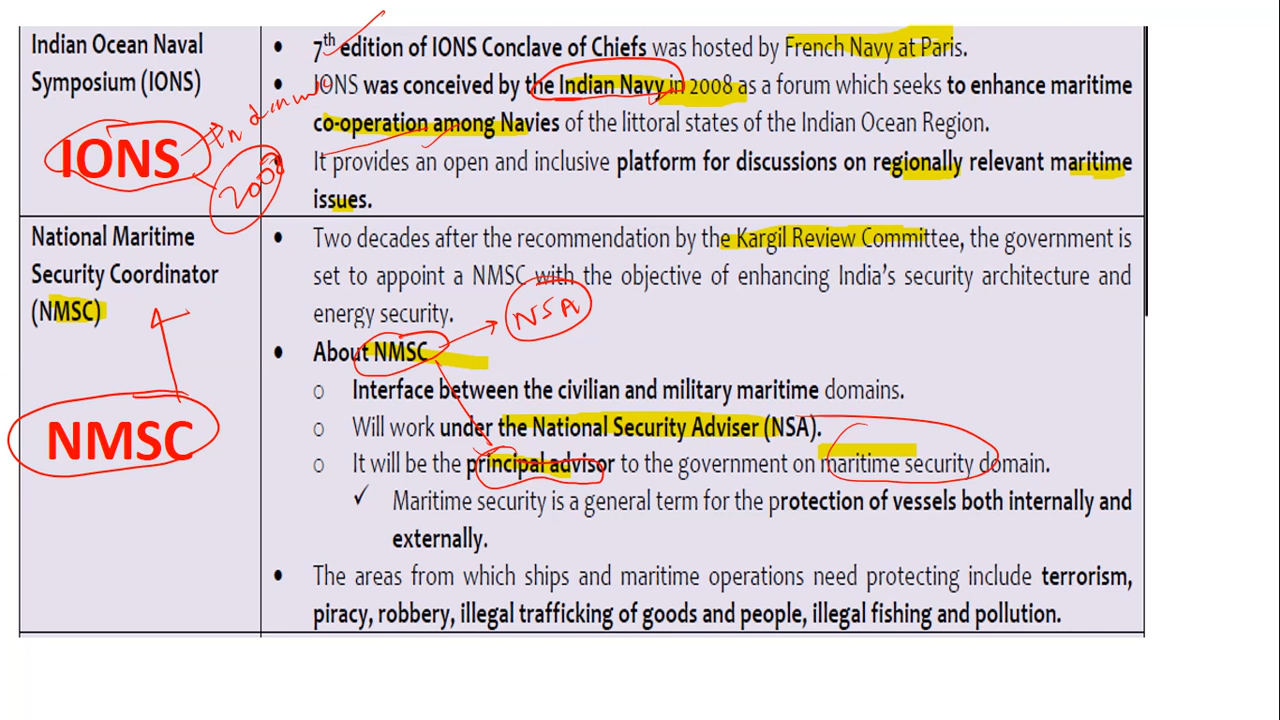 Indian Ocean Naval
Symposium (IONS)
IONS
2008
• 7th edition of IONS Conclave of Chiefs was hosted by French Navy at Paris.
• IONS was conceived by the Indian Navy in 2008 as a forum which seeks to enhance maritime
co-operation among Navies of the littoral states of the Indian Ocean Region.
• It provides an open and inclusive platform for discussions on regionally relevant maritime
issues.
National Maritime
Security Coordinator
(NMSC)
NMSC
• Two decades after the recommendation by the Kargil Review Committee, the government is
set to appoint a NMSC with the objective of enhancing India's security architecture and
energy security.
NSA
• About NMSC
o Interface between the civilian and military maritime domains.
o Will work under the National Security Adviser (NSA).
o It will be the principal advisor to the government on maritime security domain.
✓ Maritime security is a general term for the protection of vessels both internally and
externally.
• The areas from which ships and maritime operations need protecting include terrorism,
piracy, robbery, illegal trafficking of goods and people, illegal fishing and pollution.